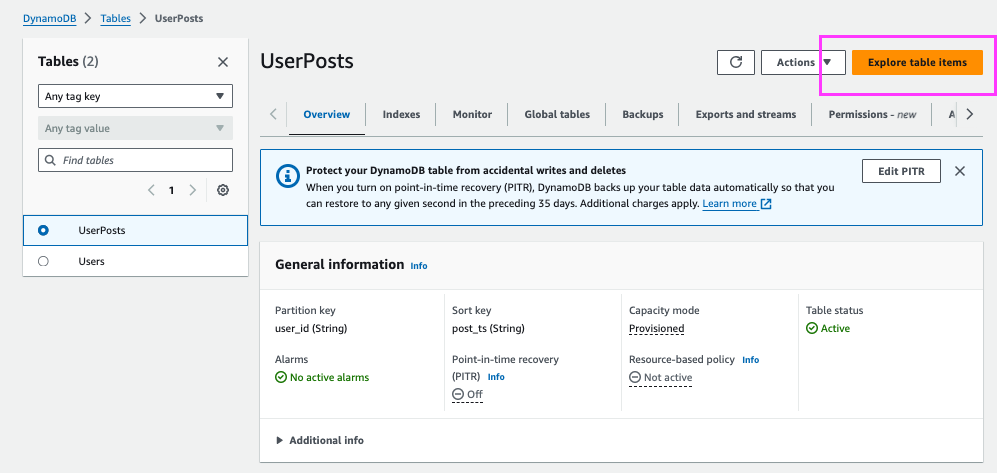 DynamoDB > Tables > UserPosts
Tables (2)
Any tag key
Any tag value
Find tables
1
UserPosts
Users
UserPosts
Actions
Explore table items
Overview
Indexes
Monitor
Global tables
Backups
Exports and streams
Permissions - new
A
Protect your DynamoDB table from accidental writes and deletes
When you turn on point-in-time recovery (PITR), DynamoDB backs up your table data automatically so that you
can restore to any given second in the preceding 35 days. Additional charges apply. Learn more
Edit PITR
General information Info
Partition key
user_id (String)
Sort key
post_ts (String)
Capacity mode
Provisioned
Table status
Active
Alarms
No active alarms
Point-in-time recovery
(PITR) Info
Off
Resource-based policy Info
Not active
Additional info